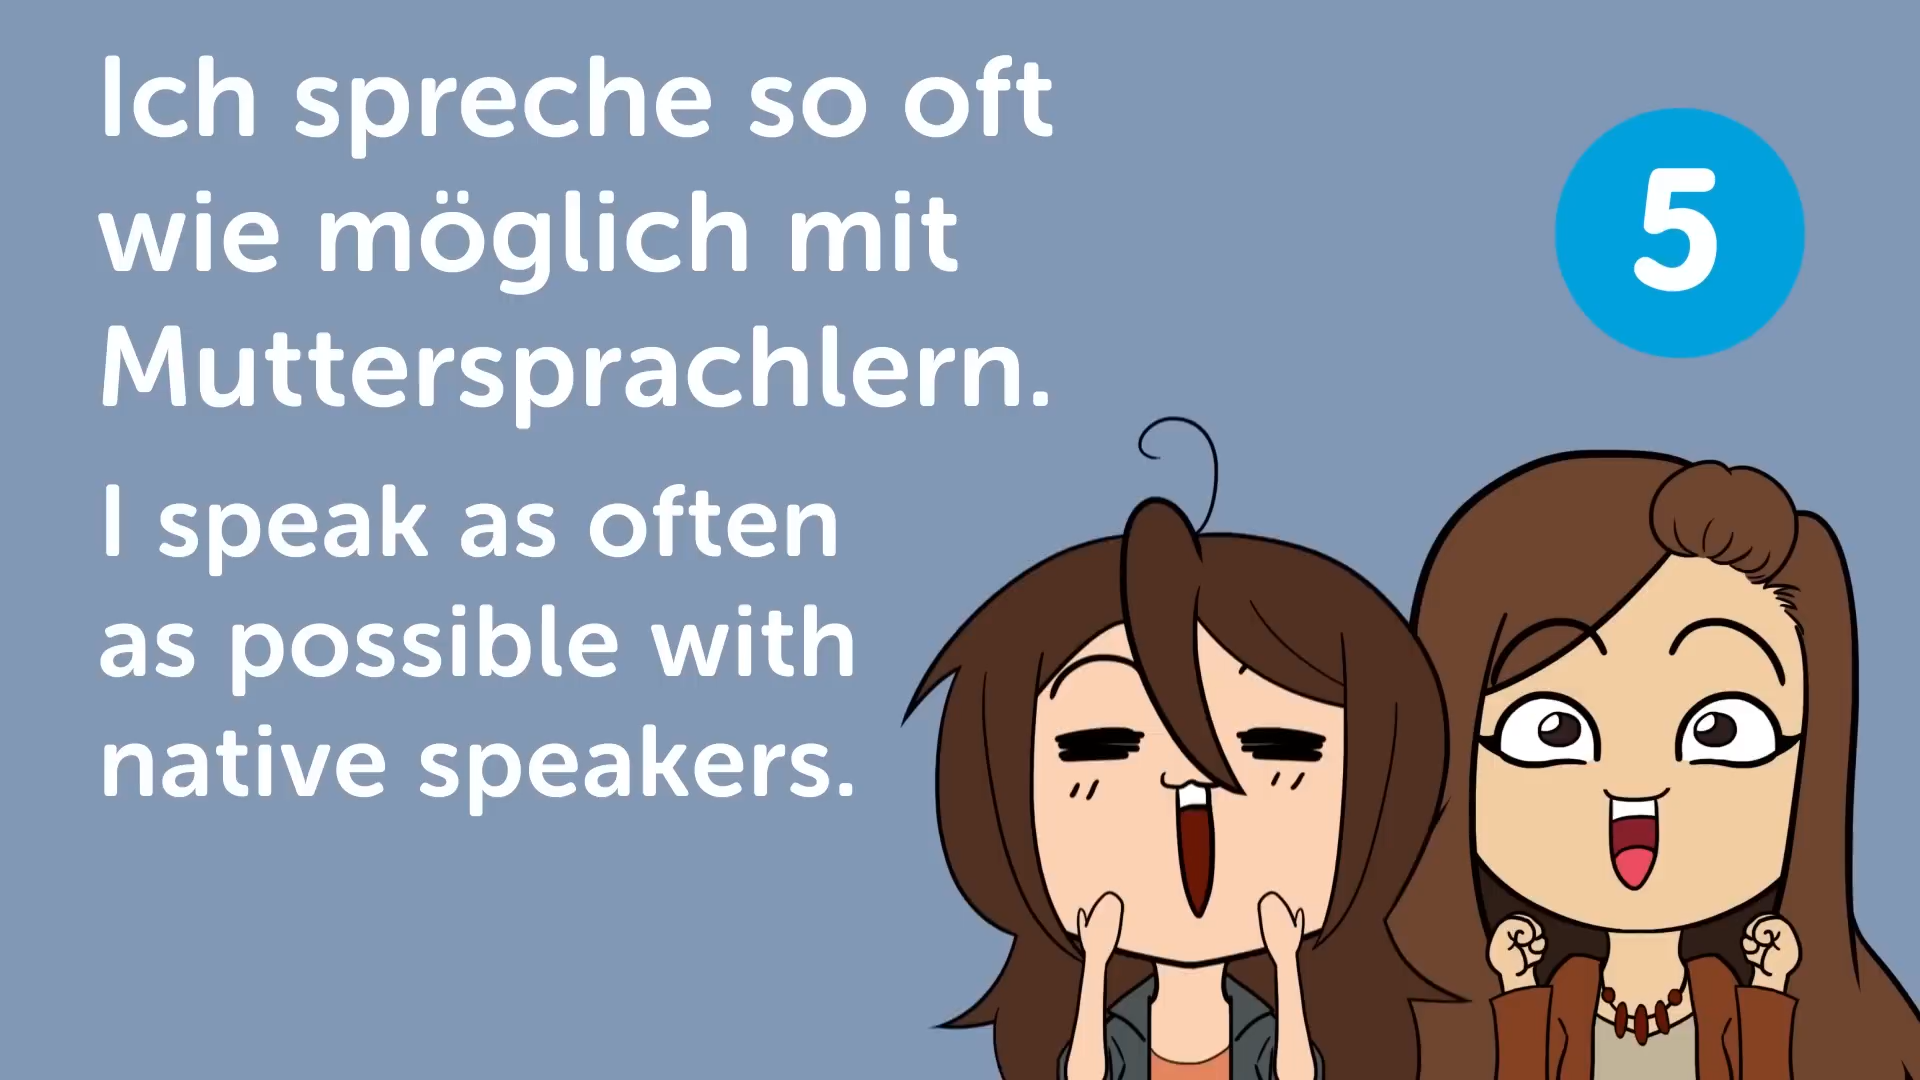 Ich spreche so oft
wie möglich mit
Muttersprachlern.
I speak as often
as possible with
native speakers.
5